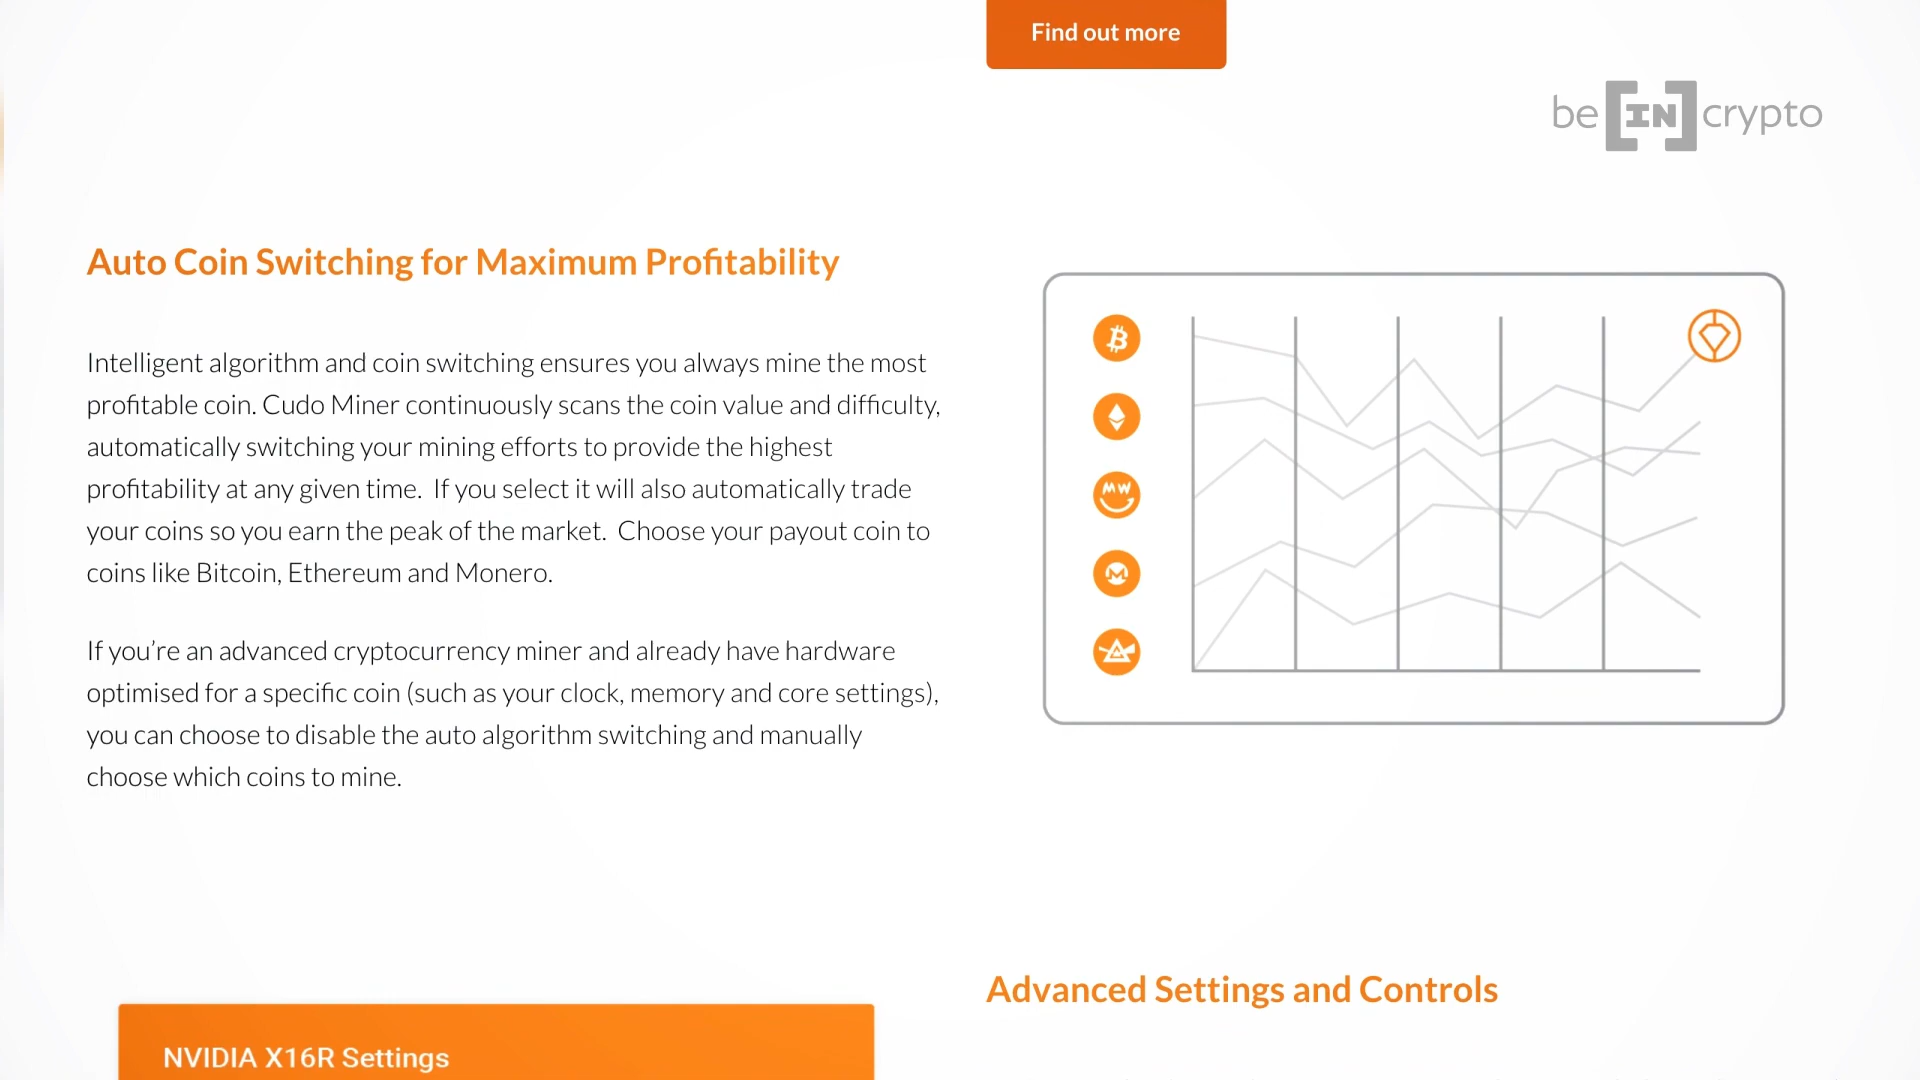 Find out more
be [IN] crypto
Auto Coin Switching for Maximum Profitability
Intelligent algorithm and coin switching ensures you always mine the most
profitable coin. Cudo Miner continuously scans the coin value and difficulty,
automatically switching your mining efforts to provide the highest
profitability at any given time.  If you select it will also automatically trade
your coins so you earn the peak of the market.  Choose your payout coin to
coins like Bitcoin, Ethereum and Monero.
If you’re an advanced cryptocurrency miner and already have hardware
optimised for a specific coin (such as your clock, memory and core settings),
you can choose to disable the auto algorithm switching and manually
choose which coins to mine.
MW
Advanced Settings and Controls
NVIDIA X16R Settings